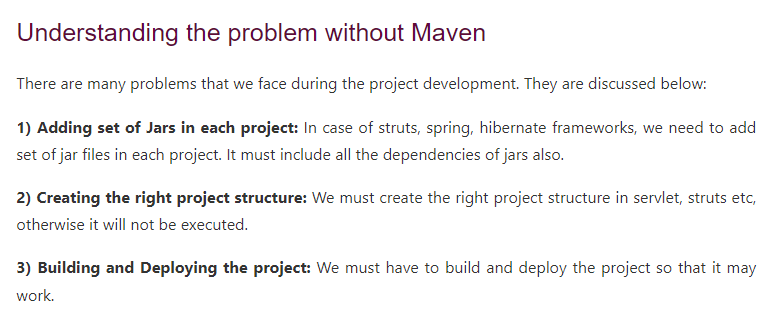 Understanding the problem without Maven
There are many problems that we face during the project development. They are discussed below:
1) Adding set of Jars in each project: In case of struts, spring, hibernate frameworks, we need to add
set of jar files in each project. It must include all the dependencies of jars also.
2) Creating the right project structure: We must create the right project structure in servlet, struts etc,
otherwise it will not be executed.
3) Building and Deploying the project: We must have to build and deploy the project so that it may
work.